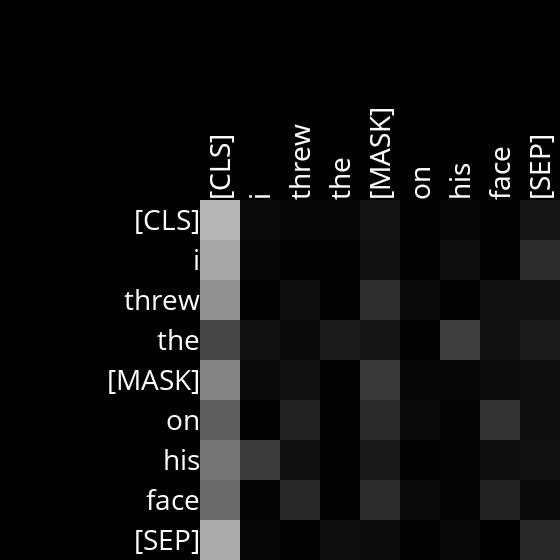 [CLS] i threw the [MASK] on his face [SEP]
[CLS]
i
threw
the
[MASK]
on
his
face
[SEP]